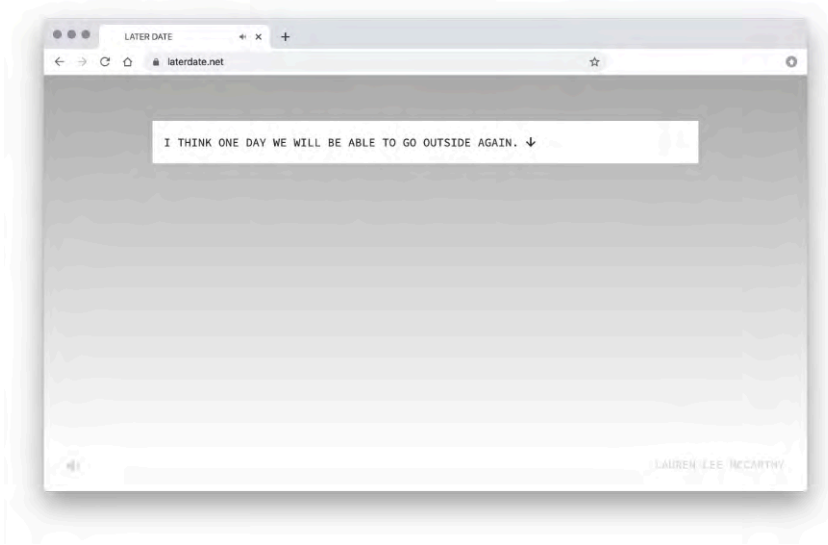 LATER DATE
laterdate.net
I THINK ONE DAY WE WILL BE ABLE TO GO OUTSIDE AGAIN. ↓
LAUREN LEE MCCARTHY